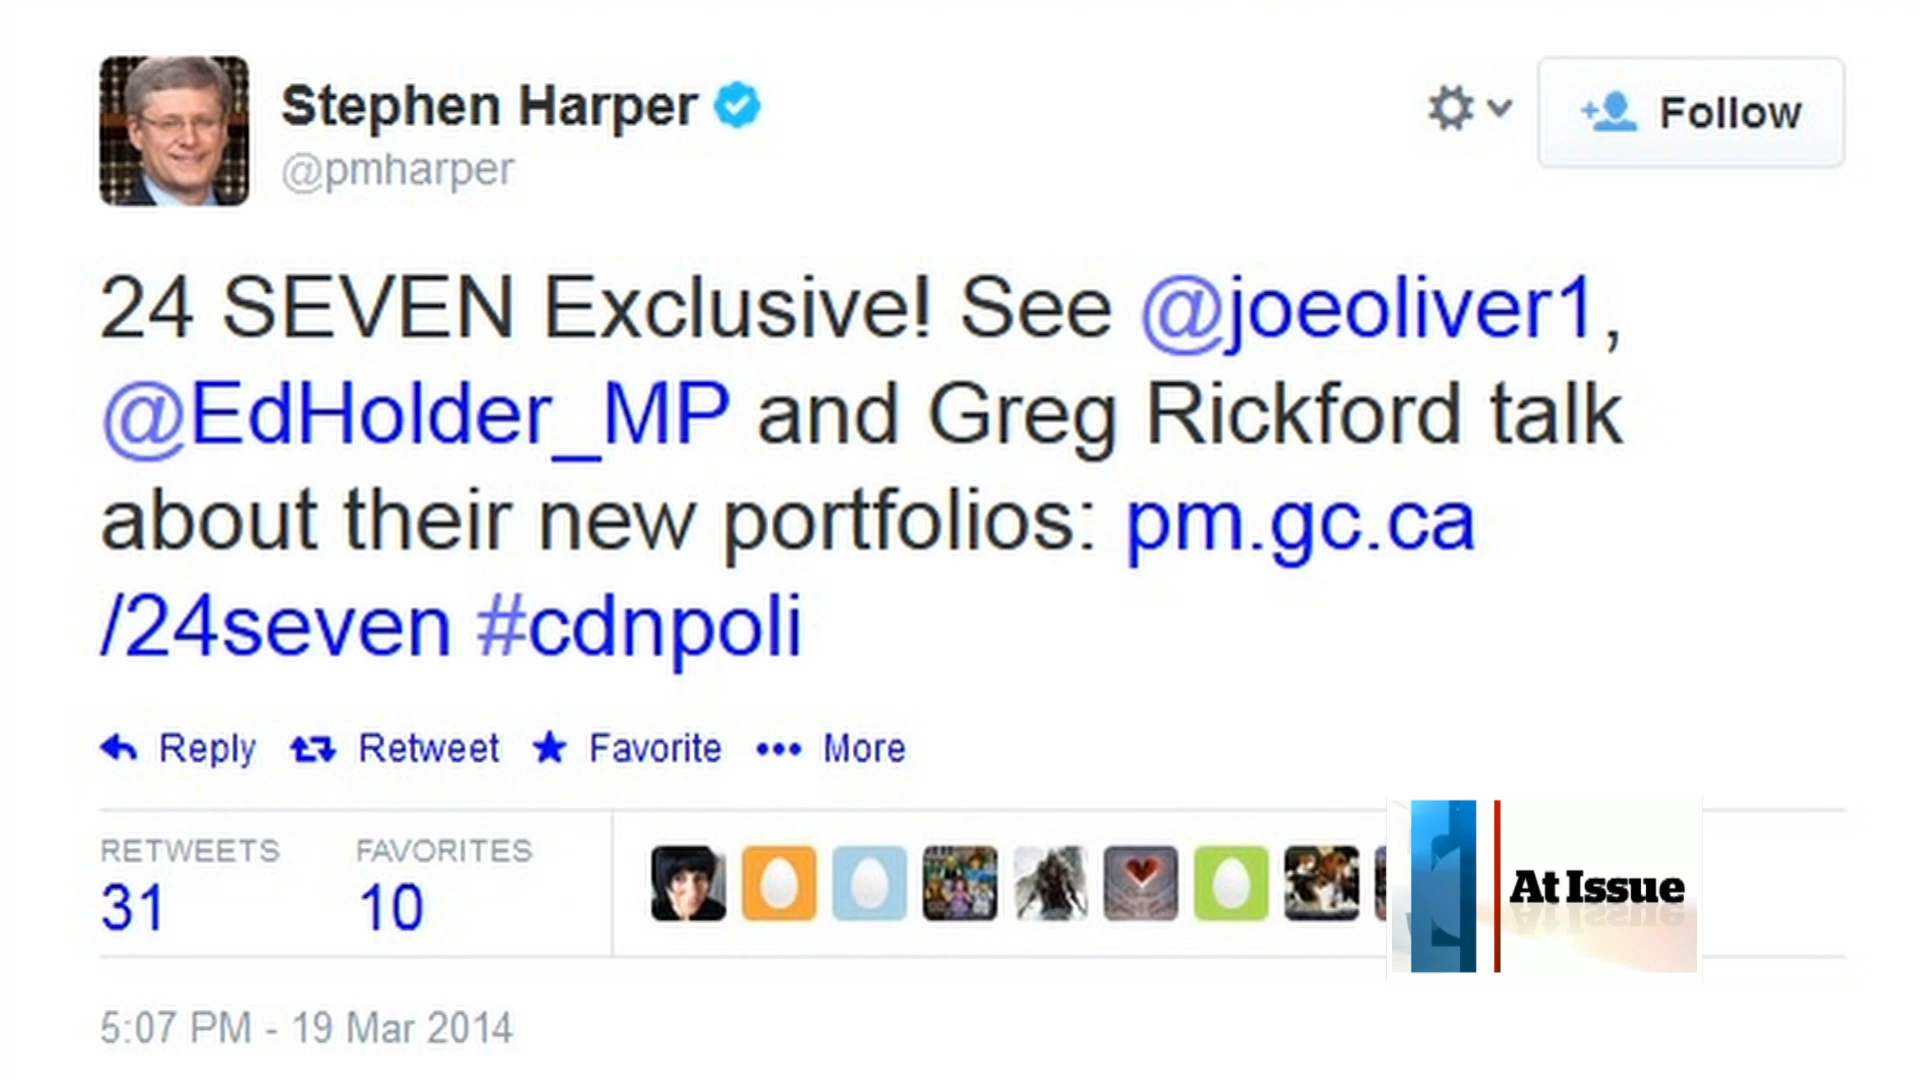 Stephen Harper
@pmharper
Follow
24 SEVEN Exclusive! See @joeoliver1,
@EdHolder_MP and Greg Rickford talk
about their new portfolios: pm.gc.ca
/24seven #cdnpoli
Reply Retweet Favorite More
RETWEETS FAVORITES
31 10
At Issue
5:07 PM - 19 Mar 2014